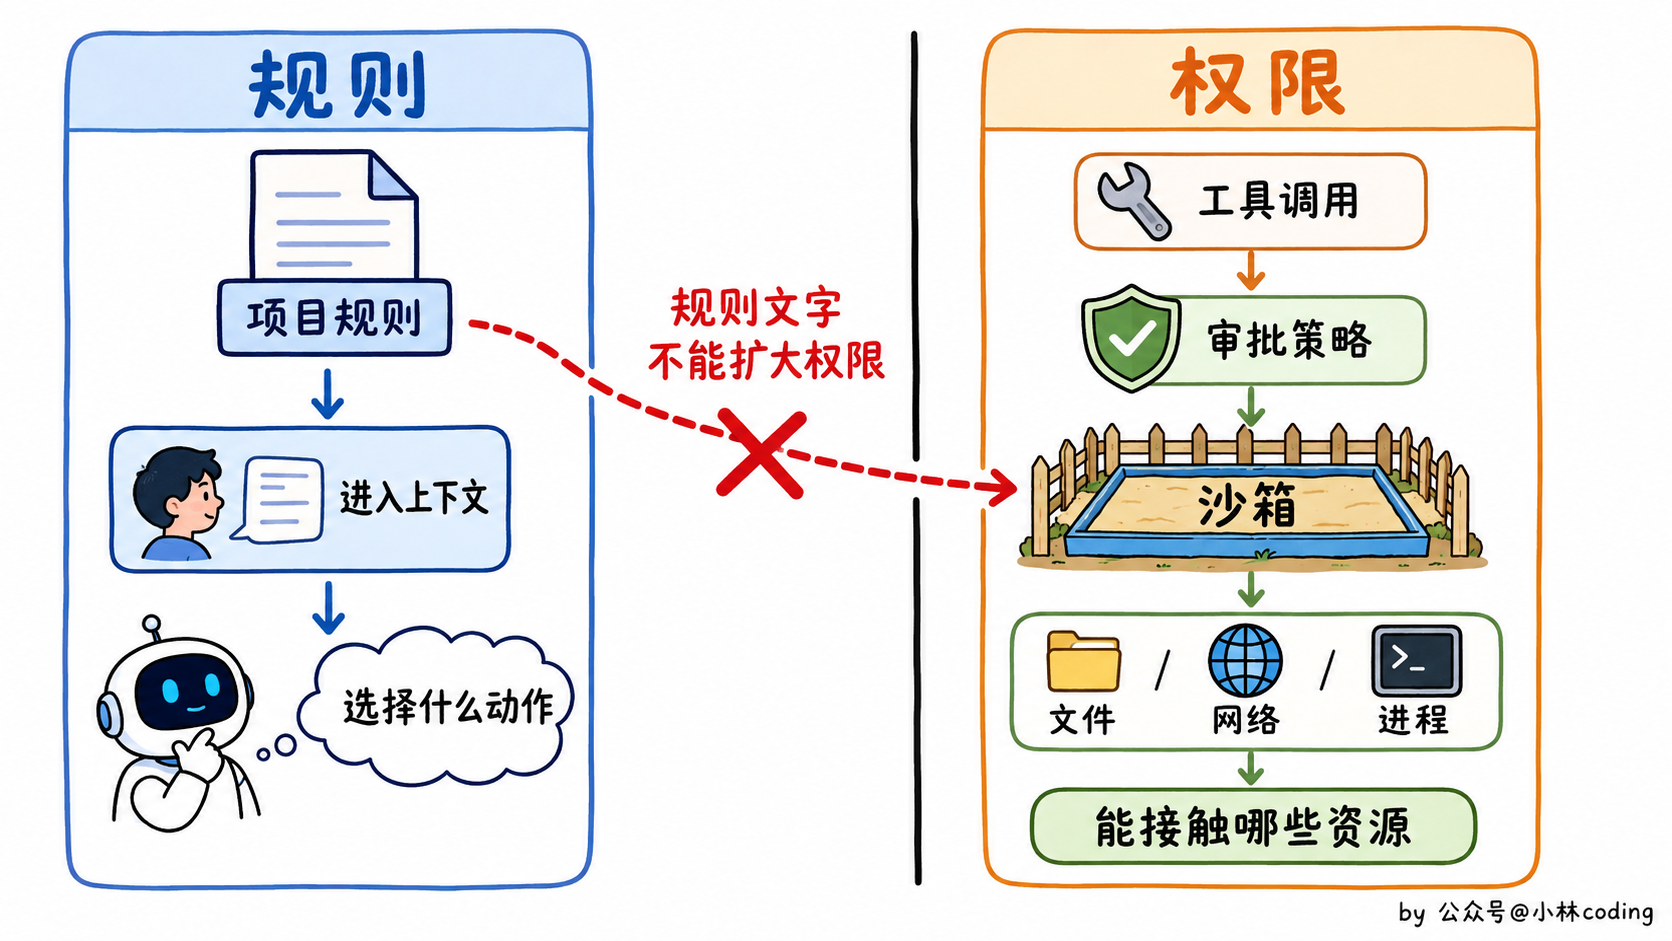 规则
项目规则
进入上下文
选择什么动作
规则文字
不能扩大权限
权限
工具调用
审批策略
沙箱
文件 / 网络 / 进程
能接触哪些资源
by 公众号@小林coding